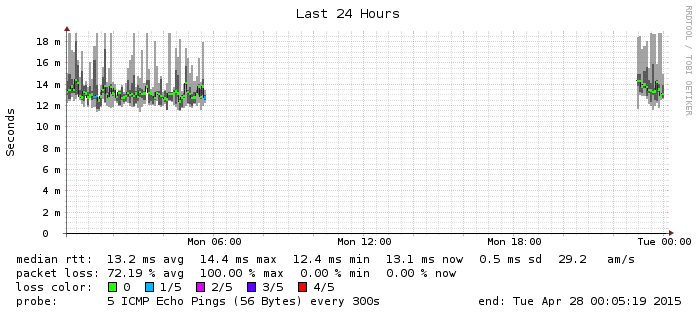 Last 24 Hours
RRDTOOL / TOBI OETIKER
Seconds
18 m
16 m
14 m
12 m
10 m
8 m
6 m
4 m
2 m
0
Mon 06:00 Mon 12:00 Mon 18:00 Tue 00:00
median rtt: 13.2 ms avg 14.4 ms max 12.4 ms min 13.1 ms now 0.5 ms sd 29.2 am/s
packet loss: 72.19 % avg 100.00 % max 0.00 % min 0.00 % now
loss color: 0 1/5 2/5 3/5 4/5
probe: 5 ICMP Echo Pings (56 Bytes) every 300s end: Tue Apr 28 00:05:19 2015